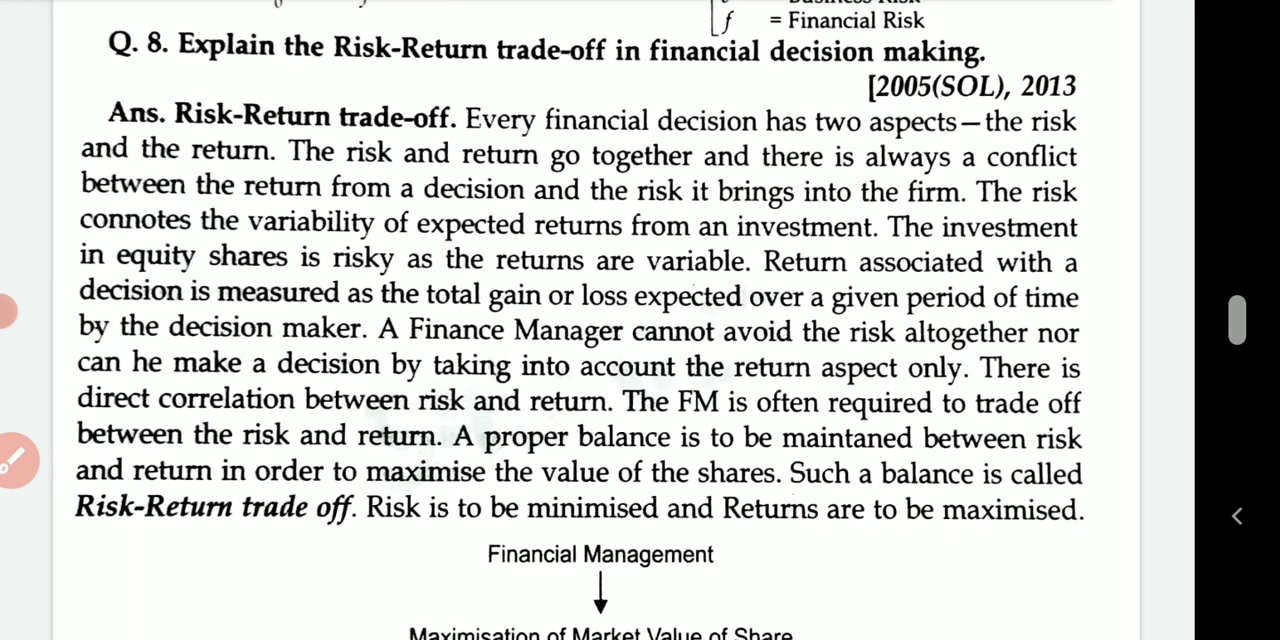 f = Financial Risk
Q. 8. Explain the Risk-Return trade-off in financial decision making.
[2005(SOL), 2013
Ans. Risk-Return trade-off. Every financial decision has two aspects—the risk
and the return. The risk and return go together and there is always a conflict
between the return from a decision and the risk it brings into the firm. The risk
connotes the variability of expected returns from an investment. The investment
in equity shares is risky as the returns are variable. Return associated with a
decision is measured as the total gain or loss expected over a given period of time
by the decision maker. A Finance Manager cannot avoid the risk altogether nor
can he make a decision by taking into account the return aspect only. There is
direct correlation between risk and return. The FM is often required to trade off
between the risk and return. A proper balance is to be maintaned between risk
and return in order to maximise the value of the shares. Such a balance is called
Risk-Return trade off. Risk is to be minimised and Returns are to be maximised.
Financial Management
Maximisation of Market Value of Share